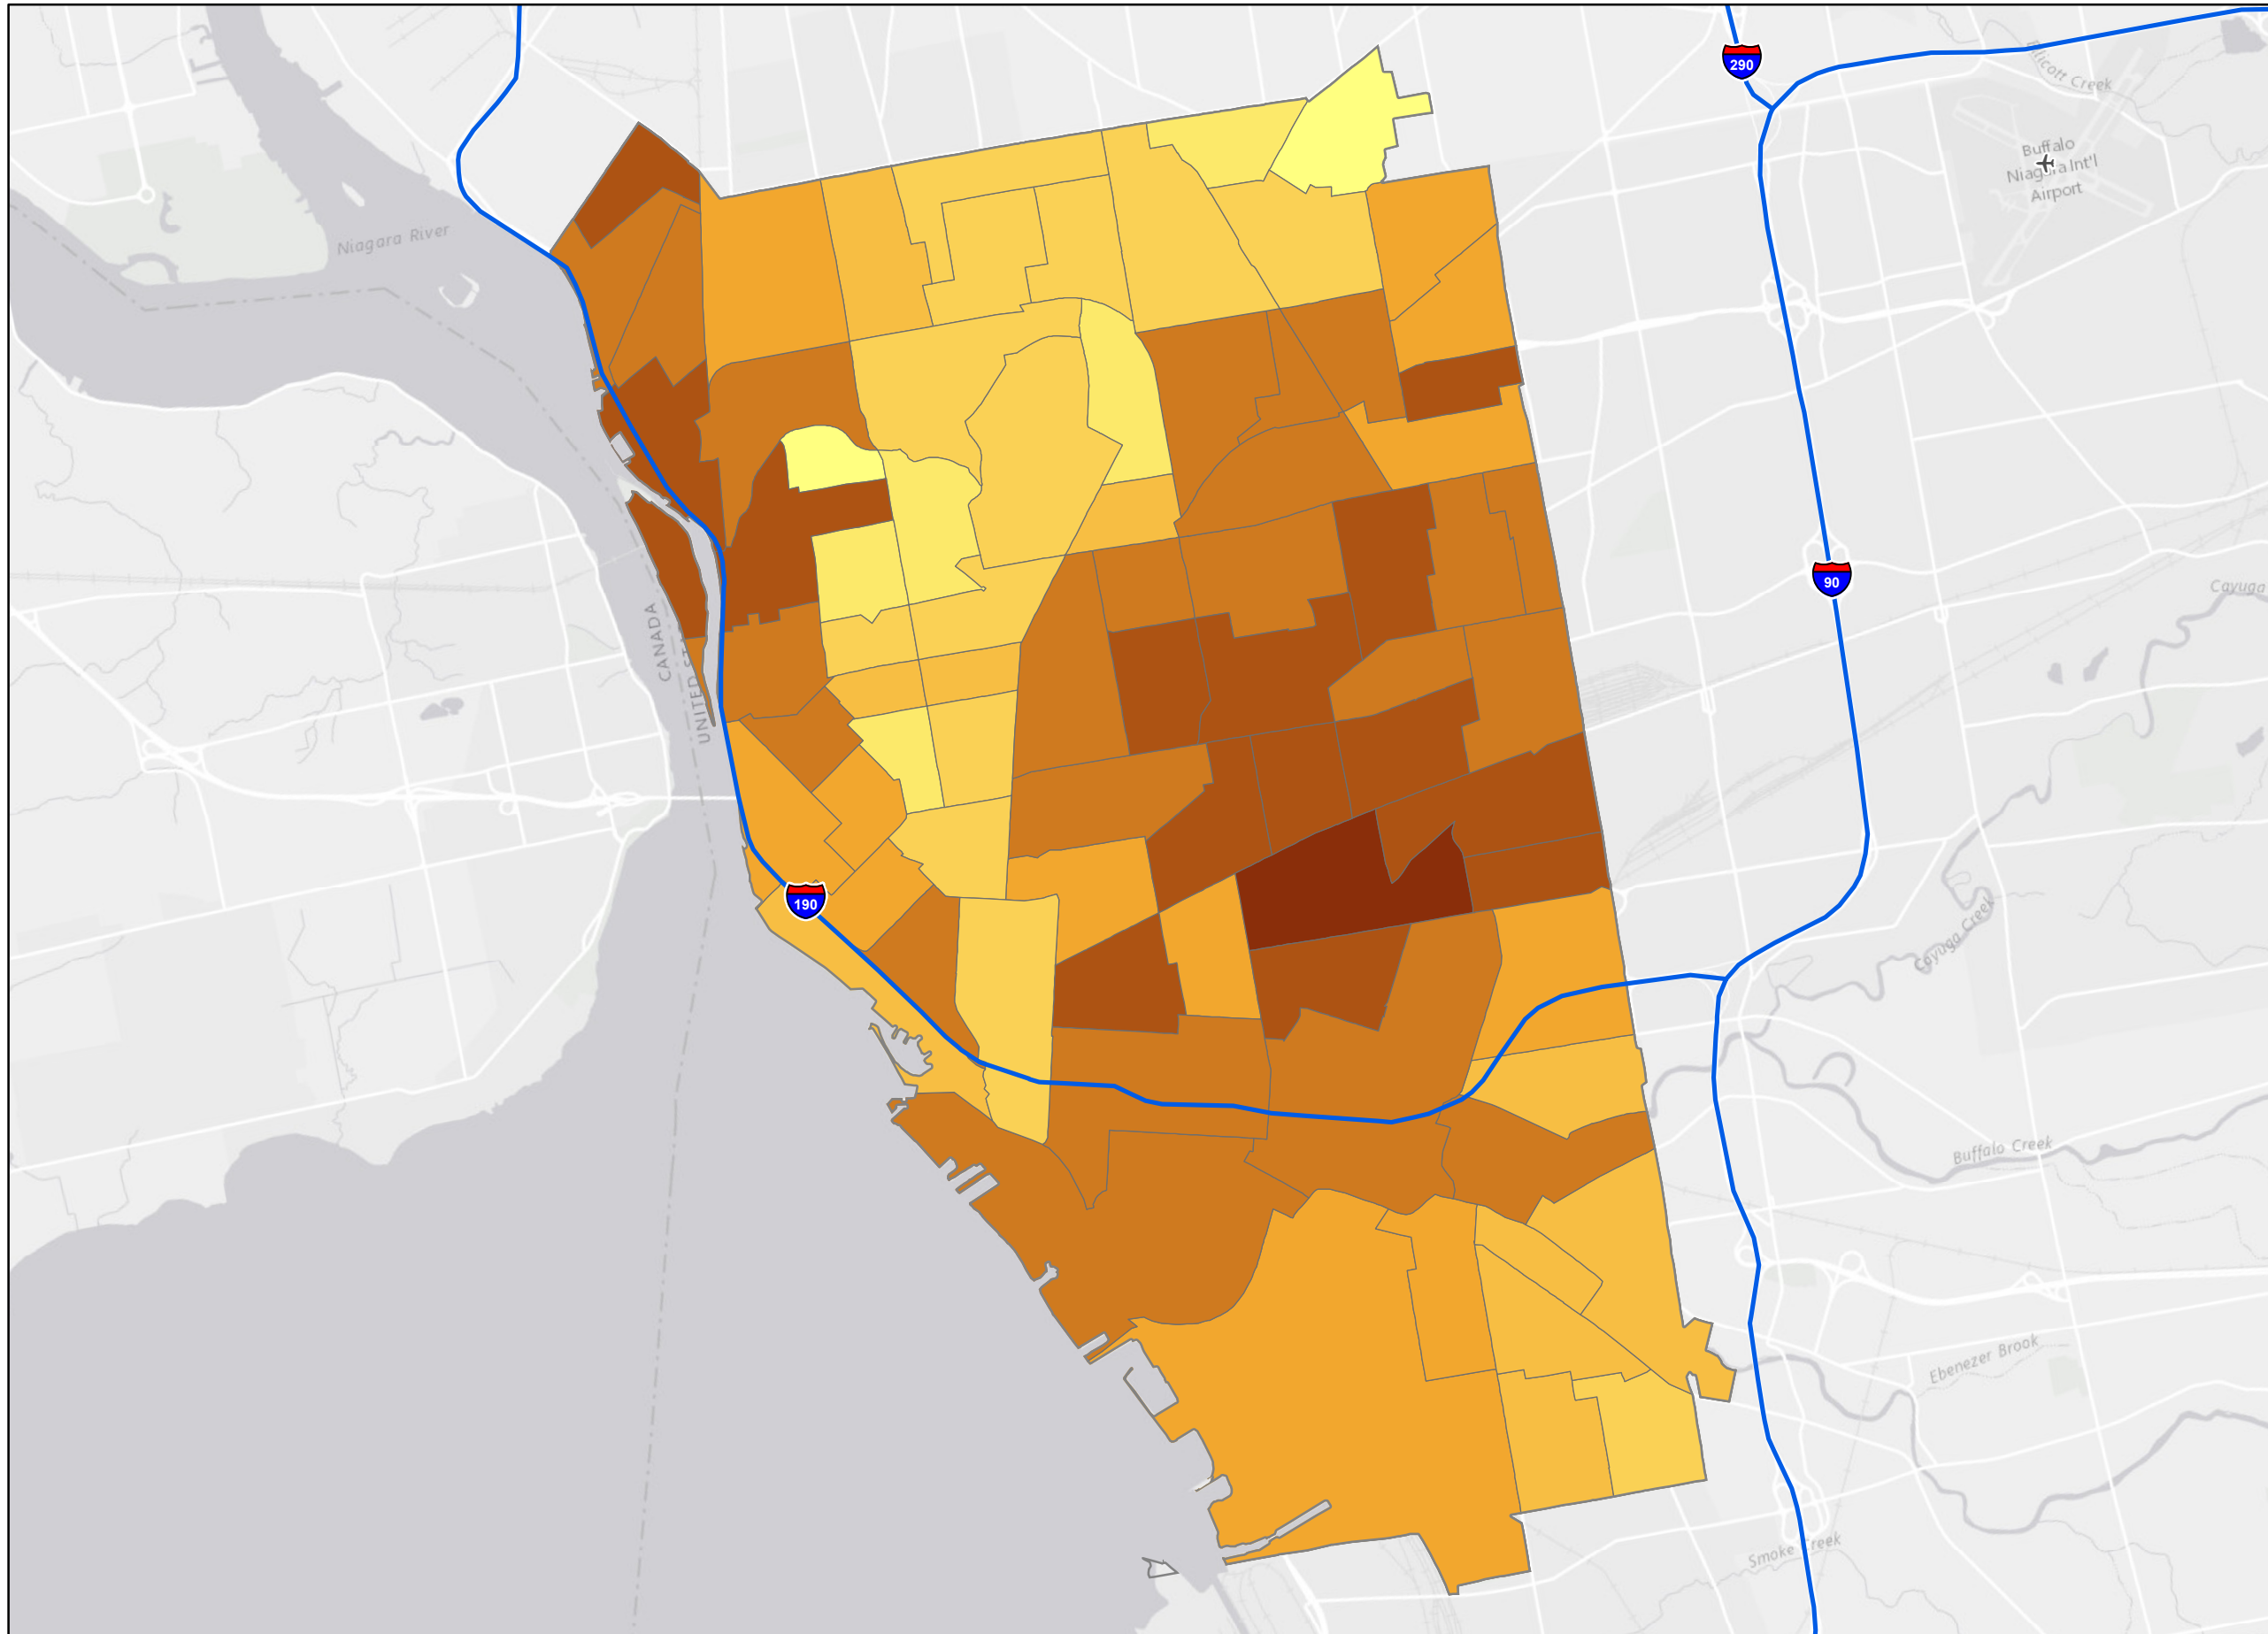 290
Ellicott Creek
Buffalo
Niagara Int'l
Airport
Niagara River
90
Cayuga
CANADA
UNITED ST
190
Cayuga Creek
Buffalo Creek
Ebenezer Brook
Smoke Creek